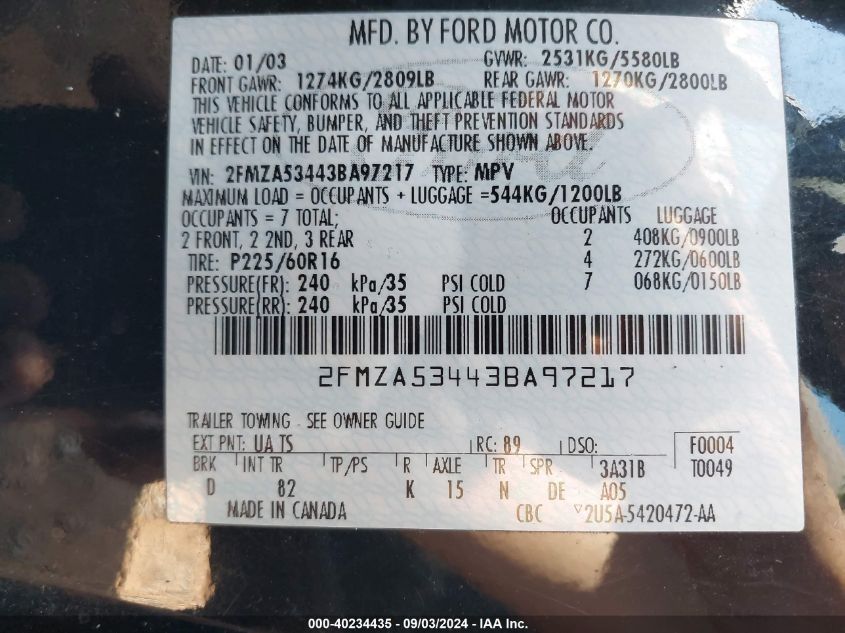 MFD. BY FORD MOTOR CO.
DATE: 01/03 GVWR: 2531KG/5580LB
FRONT GAWR: 1274KG/2809LB REAR GAWR: 1270KG/2800LB
THIS VEHICLE CONFORMS TO ALL APPLICABLE FEDERAL MOTOR
VEHICLE SAFETY, BUMPER, AND THEFT PREVENTION STANDARDS
IN EFFECT ON THE DATE OF MANUFACTURE SHOWN ABOVE.
VIN: 2FMZA53443BA97217 TYPE: MPV
MAXIMUM LOAD = OCCUPANTS + LUGGAGE =544KG/1200LB
OCCUPANTS = 7 TOTAL; OCCUPANTS LUGGAGE
2 FRONT, 2 2ND, 3 REAR 2 408KG/0900LB
TIRE: P225/60R16 4 272KG/0600LB
PRESSURE(FR): 240 kPa/35 PSI COLD 7 068KG/0150LB
PRESSURE(RR): 240 kPa/35 PSI COLD
2FMZA53443BA97217
TRAILER TOWING - SEE OWNER GUIDE
EXT PNT: UA TS RC: 89 DSO: F0004
BRK INT TR TP/PS R AXLE TR SPR 3A31B T0049
D 82 K 15 N DE A05
MADE IN CANADA CBC 2U5A-5420472-AA
000-40234435 - 09/03/2024 - IAA Inc.